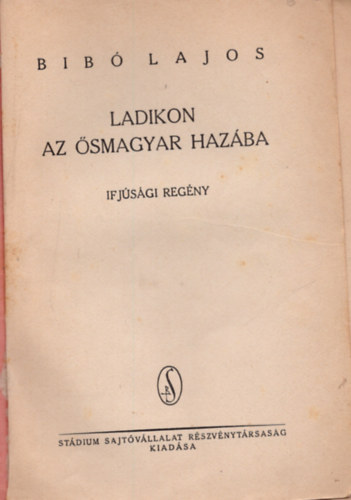 BIBÓ LAJOS
LADIKON
AZ ŐSMAGYAR HAZÁBA
IFJÚSÁGI REGÉNY
S
STÁDIUM SAJTÓVÁLLALAT RÉSZVÉNYTÁRSASÁG
KIADÁSA